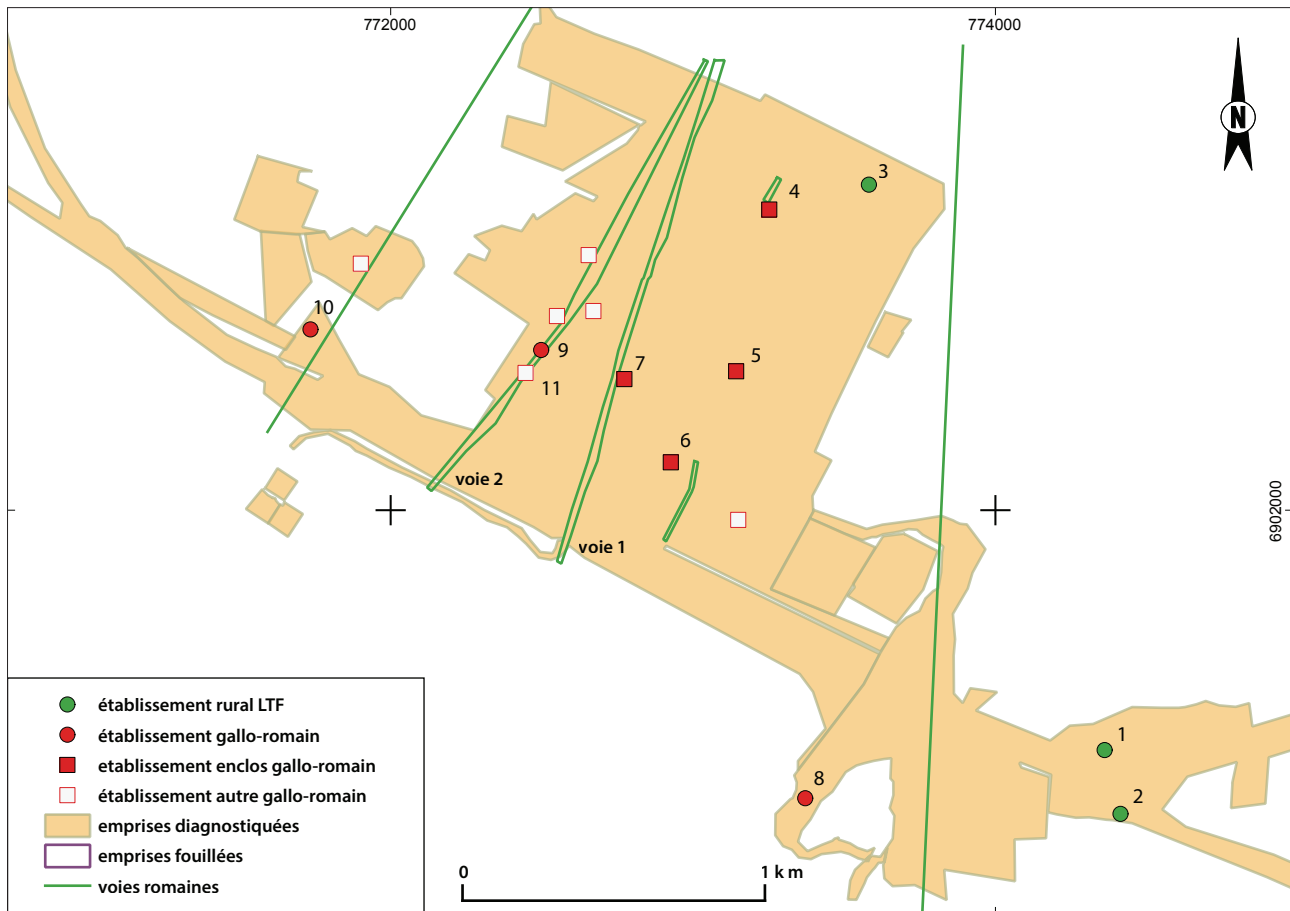 772000
774000
N
3
4
10
9
7
5
11
6
voie 2
6902000
voie 1
1
8
2
établissement rural LTF
établissement gallo-romain
etablissement enclos gallo-romain
établissement autre gallo-romain
emprises diagnostiquées
emprises fouillées
voies romaines
0
1 k m